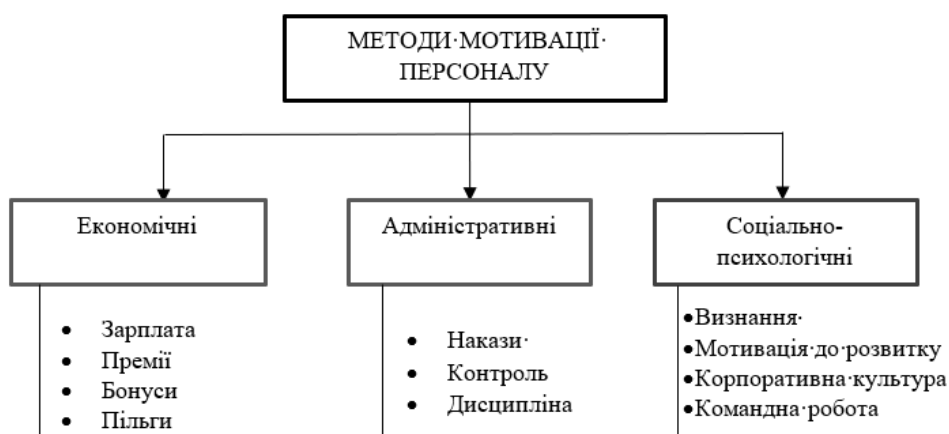 МЕТОДИ·МОТИВАЦІЇ·
ПЕРСОНАЛУ
Економічні
Адміністративні
Соціально-
психологічні
• Зарплата
• Премії
• Бонуси
• Пільги
• Накази·
• Контроль
• Дисципліна
•Визнання·
•Мотивація·до·розвитку
•Корпоративна·культура
•Командна·робота